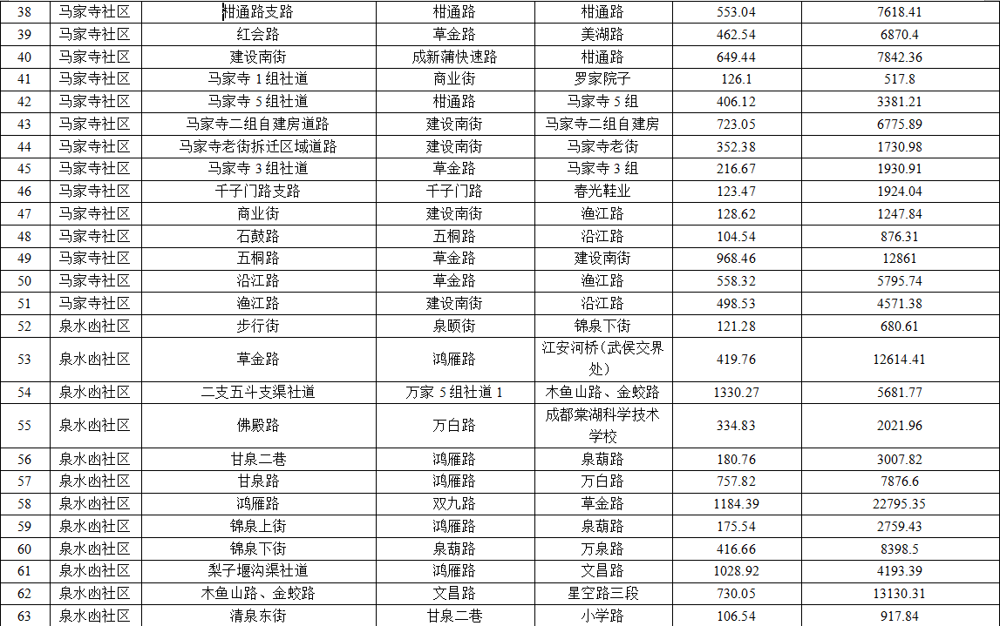 38 马家寺社区 柑通路支路 柑通路 柑通路 553.04 7618.41
39 马家寺社区 红会路 草金路 美湖路 462.54 6870.4
40 马家寺社区 建设南街 成新蒲快速路 柑通路 649.44 7842.36
41 马家寺社区 马家寺 1 组社道 商业街 罗家院子 126.1 517.8
42 马家寺社区 马家寺 5 组社道 柑通路 马家寺 5 组 406.12 3381.21
43 马家寺社区 马家寺二组自建房道路 建设南街 马家寺二组自建房 723.05 6775.89
44 马家寺社区 马家寺老街拆迁区域道路 建设南街 马家寺老街 352.38 1730.98
45 马家寺社区 马家寺 3 组社道 草金路 马家寺 3 组 216.67 1930.91
46 马家寺社区 千子门路支路 千子门路 春光鞋业 123.47 1924.04
47 马家寺社区 商业街 建设南街 渔江路 128.62 1247.84
48 马家寺社区 石鼓路 五桐路 沿江路 104.54 876.31
49 马家寺社区 五桐路 草金路 建设南街 968.46 12861
50 马家寺社区 沿江路 草金路 渔江路 558.32 5795.74
51 马家寺社区 渔江路 建设南街 沿江路 498.53 4571.38
52 泉水凼社区 步行街 泉颐街 锦泉下街 121.28 680.61
53 泉水凼社区 草金路 鸿雁路 江安河桥（武侯交界 419.76 12614.41
处）
54 泉水凼社区 二支五斗支渠社道 万家 5 组社道 1 木鱼山路、金蛟路 1330.27 5681.77
55 泉水凼社区 佛殿路 万白路 成都棠湖科学技术 334.83 2021.96
学校
56 泉水凼社区 甘泉二巷 鸿雁路 泉葫路 180.76 3007.82
57 泉水凼社区 甘泉路 鸿雁路 万白路 757.82 7876.6
58 泉水凼社区 鸿雁路 双九路 草金路 1184.39 22795.35
59 泉水凼社区 锦泉上街 鸿雁路 泉葫路 175.54 2759.43
60 泉水凼社区 锦泉下街 泉葫路 万泉路 416.66 8398.5
61 泉水凼社区 梨子堰沟渠社道 鸿雁路 文昌路 1028.92 4193.39
62 泉水凼社区 木鱼山路、金蛟路 文昌路 星空路三段 730.05 13130.31
63 泉水凼社区 清泉东街 甘泉二巷 小学路 106.54 917.84